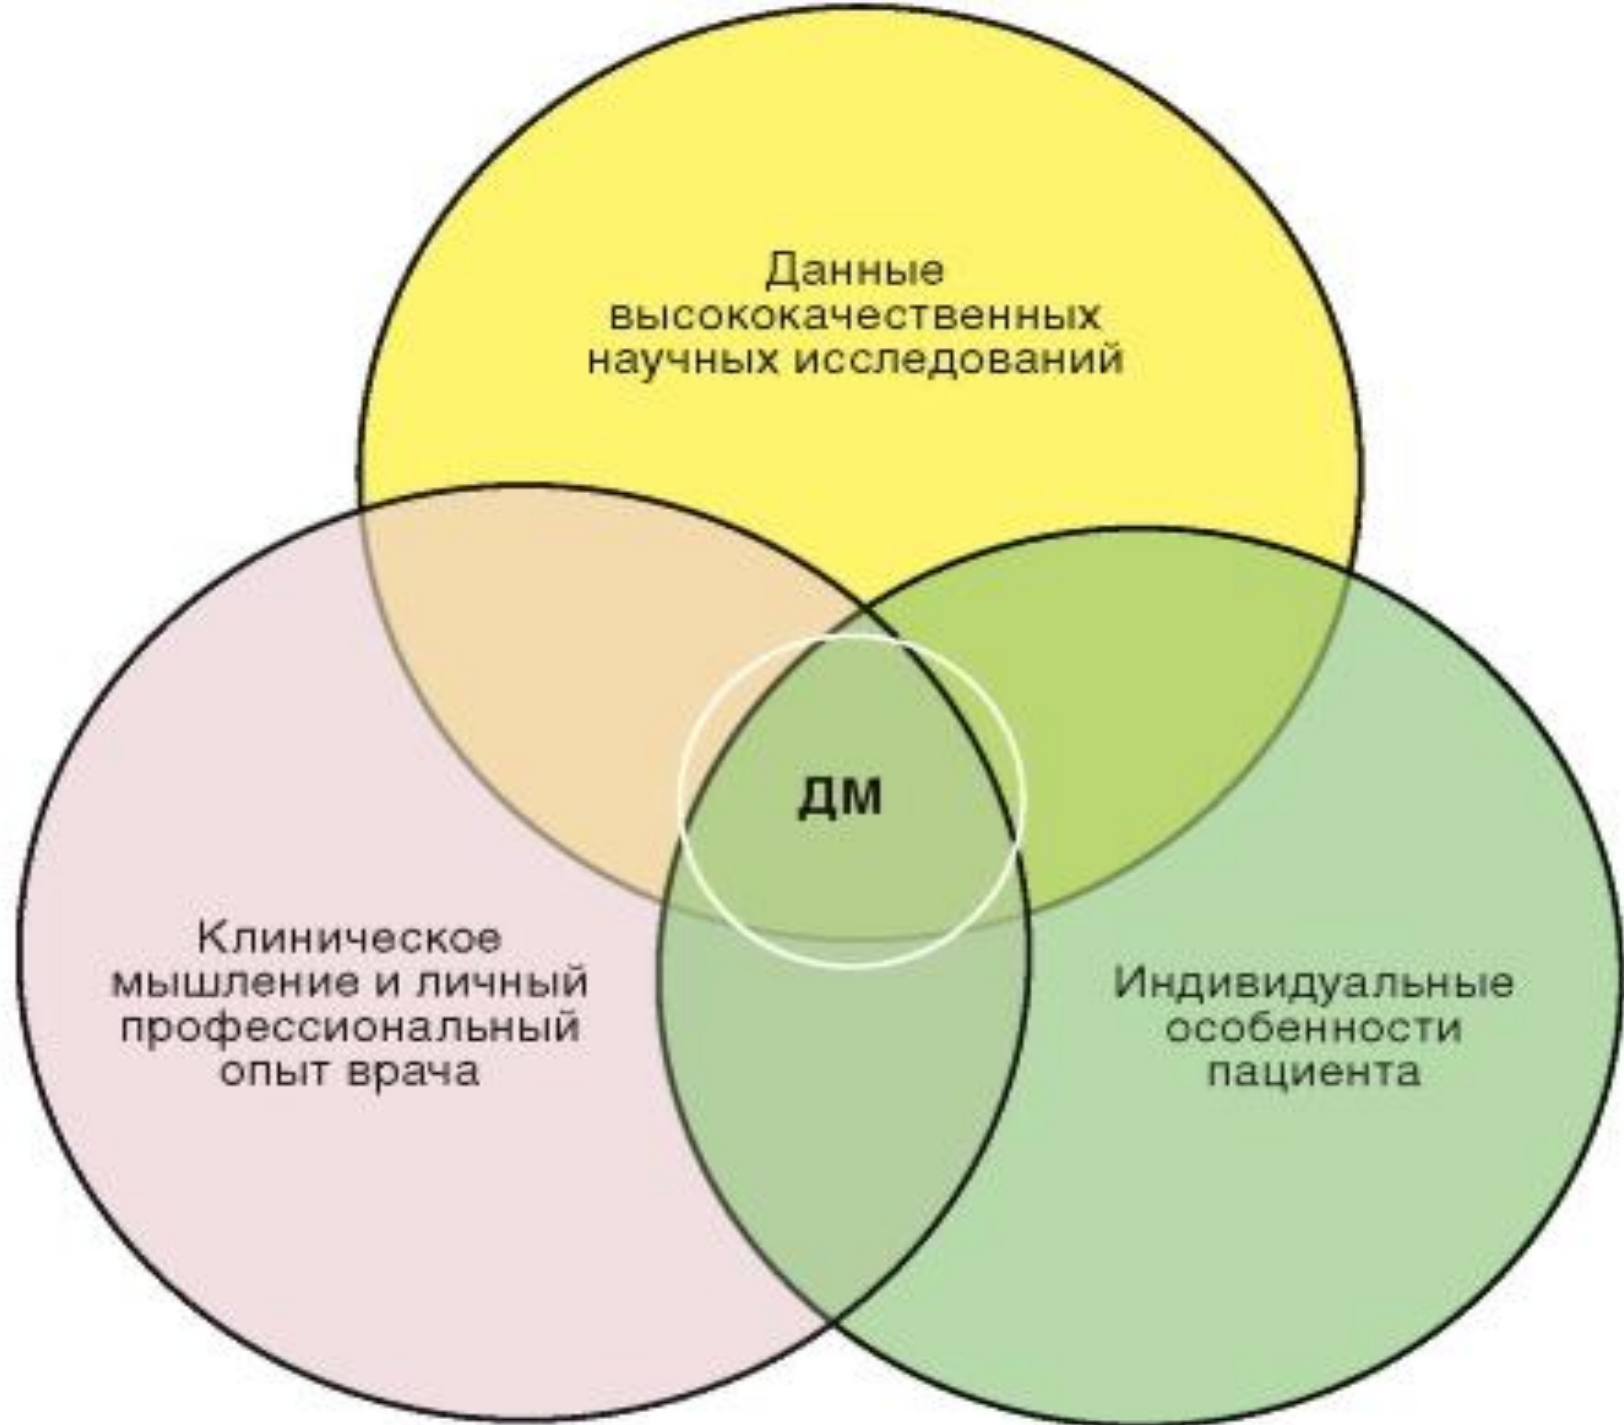 Данные
высококачественных
научных исследований
ДМ
Клиническое
мышление и личный
профессиональный
опыт врача
Индивидуальные
особенности
пациента